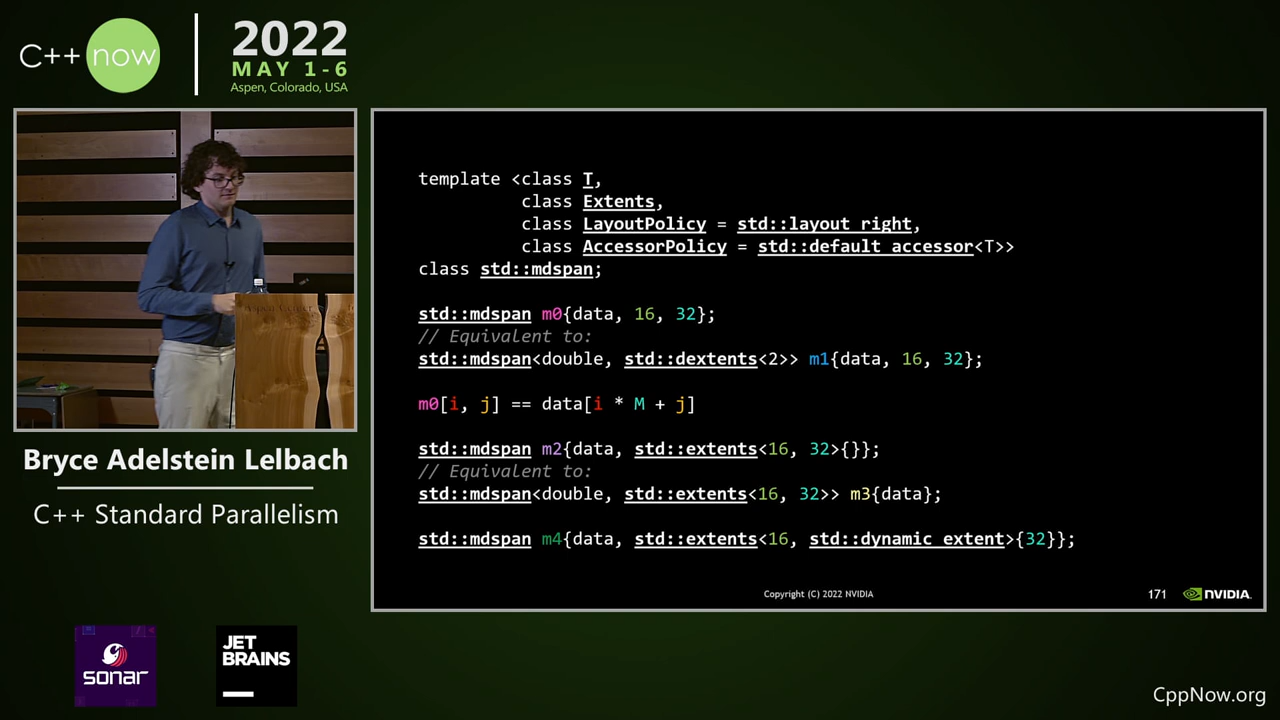 C++ now
2022
MAY 1-6
Aspen, Colorado, USA
Bryce Adelstein Lelbach
C++ Standard Parallelism
sonar
JET
BRAINS
template <class T,
class Extents,
class LayoutPolicy = std::layout_right,
class AccessorPolicy = std::default_accessor<T>>
class std::mdspan;
std::mdspan m0{data, 16, 32};
// Equivalent to:
std::mdspan<double, std::dextents<2>> m1{data, 16, 32};
m0[i, j] == data[i * M + j]
std::mdspan m2{data, std::extents<16, 32>{}};
// Equivalent to:
std::mdspan<double, std::extents<16, 32>> m3{data};
std::mdspan m4{data, std::extents<16, std::dynamic_extent>{32}};
Copyright (C) 2022 NVIDIA
171
NVIDIA.
CppNow.org